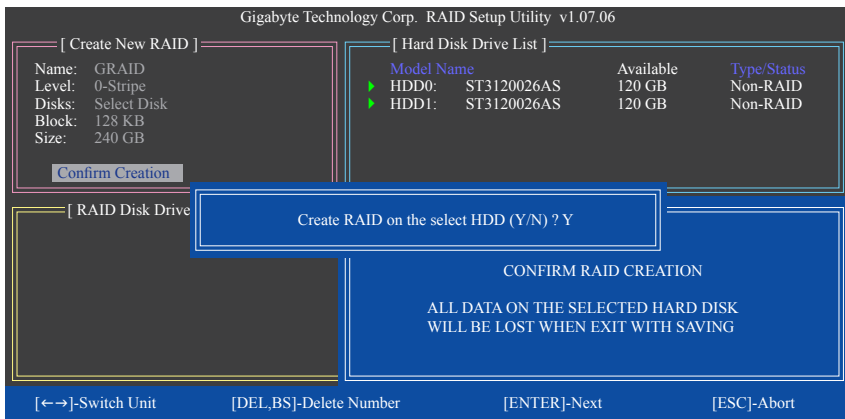 Gigabyte Technology Corp. RAID Setup Utility v1.07.06
[ Create New RAID ]
Name: GRAID
Level: 0-Stripe
Disks: Select Disk
Block: 128 KB
Size: 240 GB
Confirm Creation
[ Hard Disk Drive List ]
Model Name Available Type/Status
HDD0: ST3120026AS 120 GB Non-RAID
HDD1: ST3120026AS 120 GB Non-RAID
[ RAID Disk Drive
Create RAID on the select HDD (Y/N) ? Y
CONFIRM RAID CREATION
ALL DATA ON THE SELECTED HARD DISK
WILL BE LOST WHEN EXIT WITH SAVING
[←→]-Switch Unit [DEL,BS]-Delete Number [ENTER]-Next [ESC]-Abort